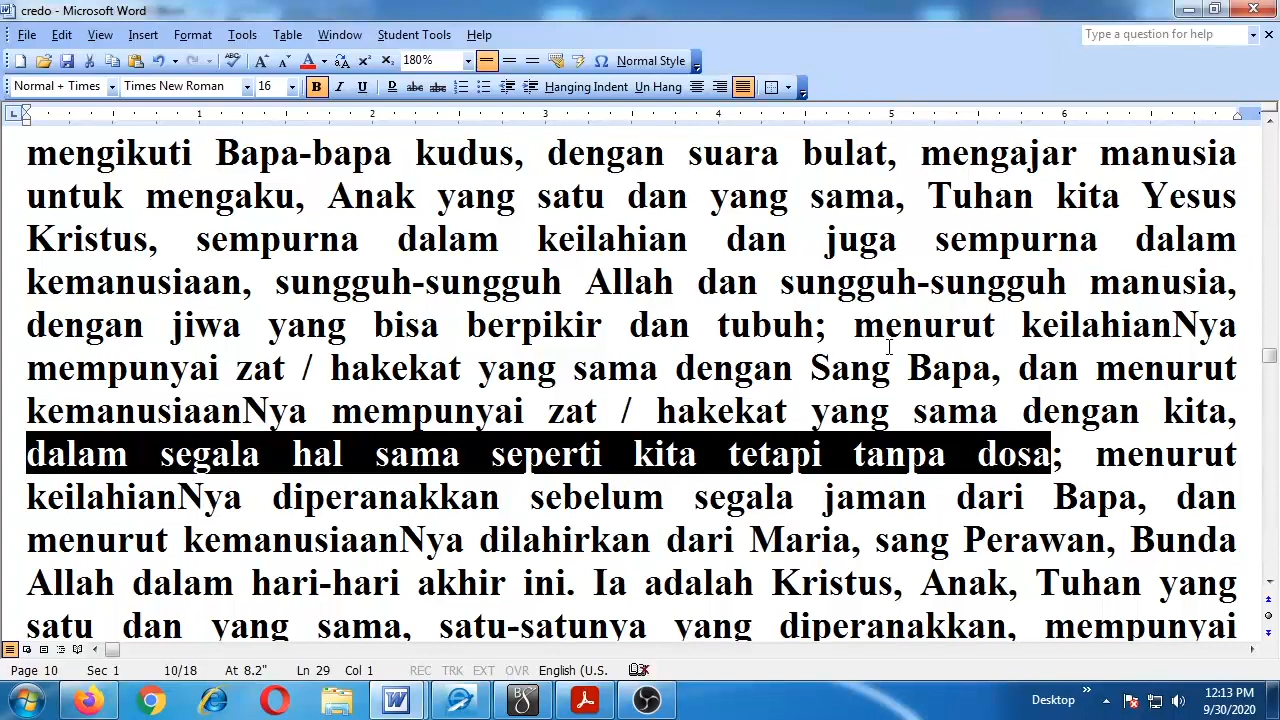 credo - Microsoft Word
File Edit View Insert Format Tools Table Window Student Tools Help
Type a question for help
180% Normal Style
Normal + Times Times New Roman 16 B I U D abc abc Hanging Indent Un Hang
1 2 3 4 5 6
mengikuti Bapa-bapa kudus, dengan suara bulat, mengajar manusia
untuk mengaku, Anak yang satu dan yang sama, Tuhan kita Yesus
Kristus, sempurna dalam keilahian dan juga sempurna dalam
kemanusiaan, sungguh-sungguh Allah dan sungguh-sungguh manusia,
dengan jiwa yang bisa berpikir dan tubuh; menurut keilahianNya
mempunyai zat / hakekat yang sama dengan Sang Bapa, dan menurut
kemanusiaanNya mempunyai zat / hakekat yang sama dengan kita,
dalam segala hal sama seperti kita tetapi tanpa dosa; menurut
keilahianNya diperanakkan sebelum segala jaman dari Bapa, dan
menurut kemanusiaanNya dilahirkan dari Maria, sang Perawan, Bunda
Allah dalam hari-hari akhir ini. Ia adalah Kristus, Anak, Tuhan yang
satu dan yang sama, satu-satunya yang diperanakkan, mempunyai
Page 10 Sec 1 10/18 At 8.2" Ln 29 Col 1 REC TRK EXT OVR English (U.S.
Desktop » 12:13 PM
9/30/2020